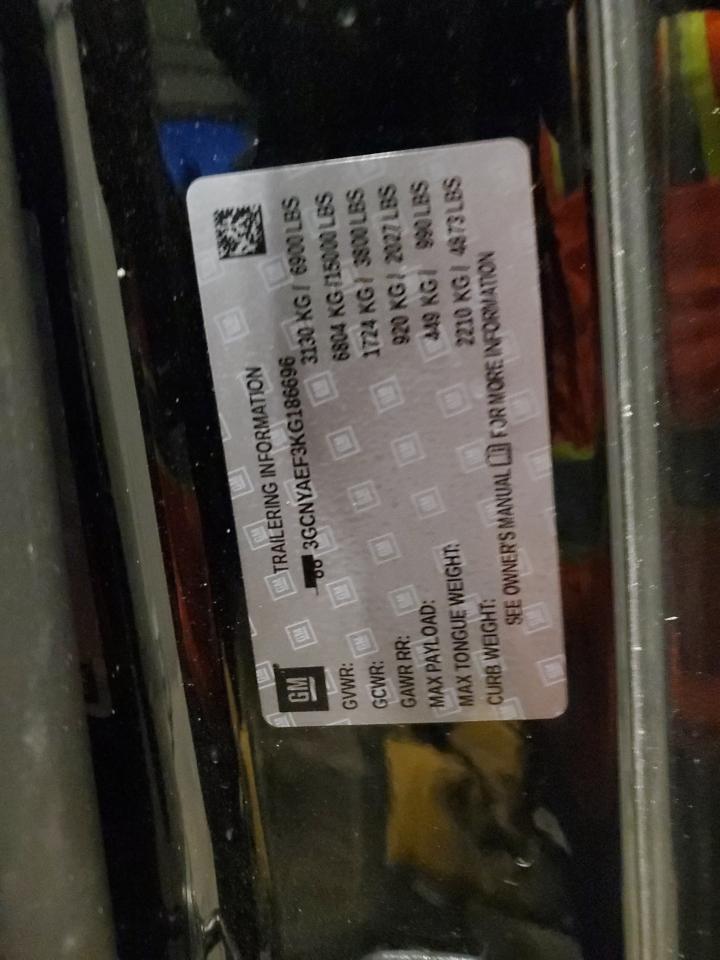 GM
TRAILERING INFORMATION
3GCNYAEF3KG186696
GVWR: 3130 KG / 6900 LBS
GCWR: 6804 KG / 15000 LBS
GAWR RR: 1724 KG / 3800 LBS
MAX PAYLOAD: 920 KG / 2027 LBS
MAX TONGUE WEIGHT: 449 KG / 990 LBS
CURB WEIGHT: 2210 KG / 4873 LBS
SEE OWNER'S MANUAL FOR MORE INFORMATION